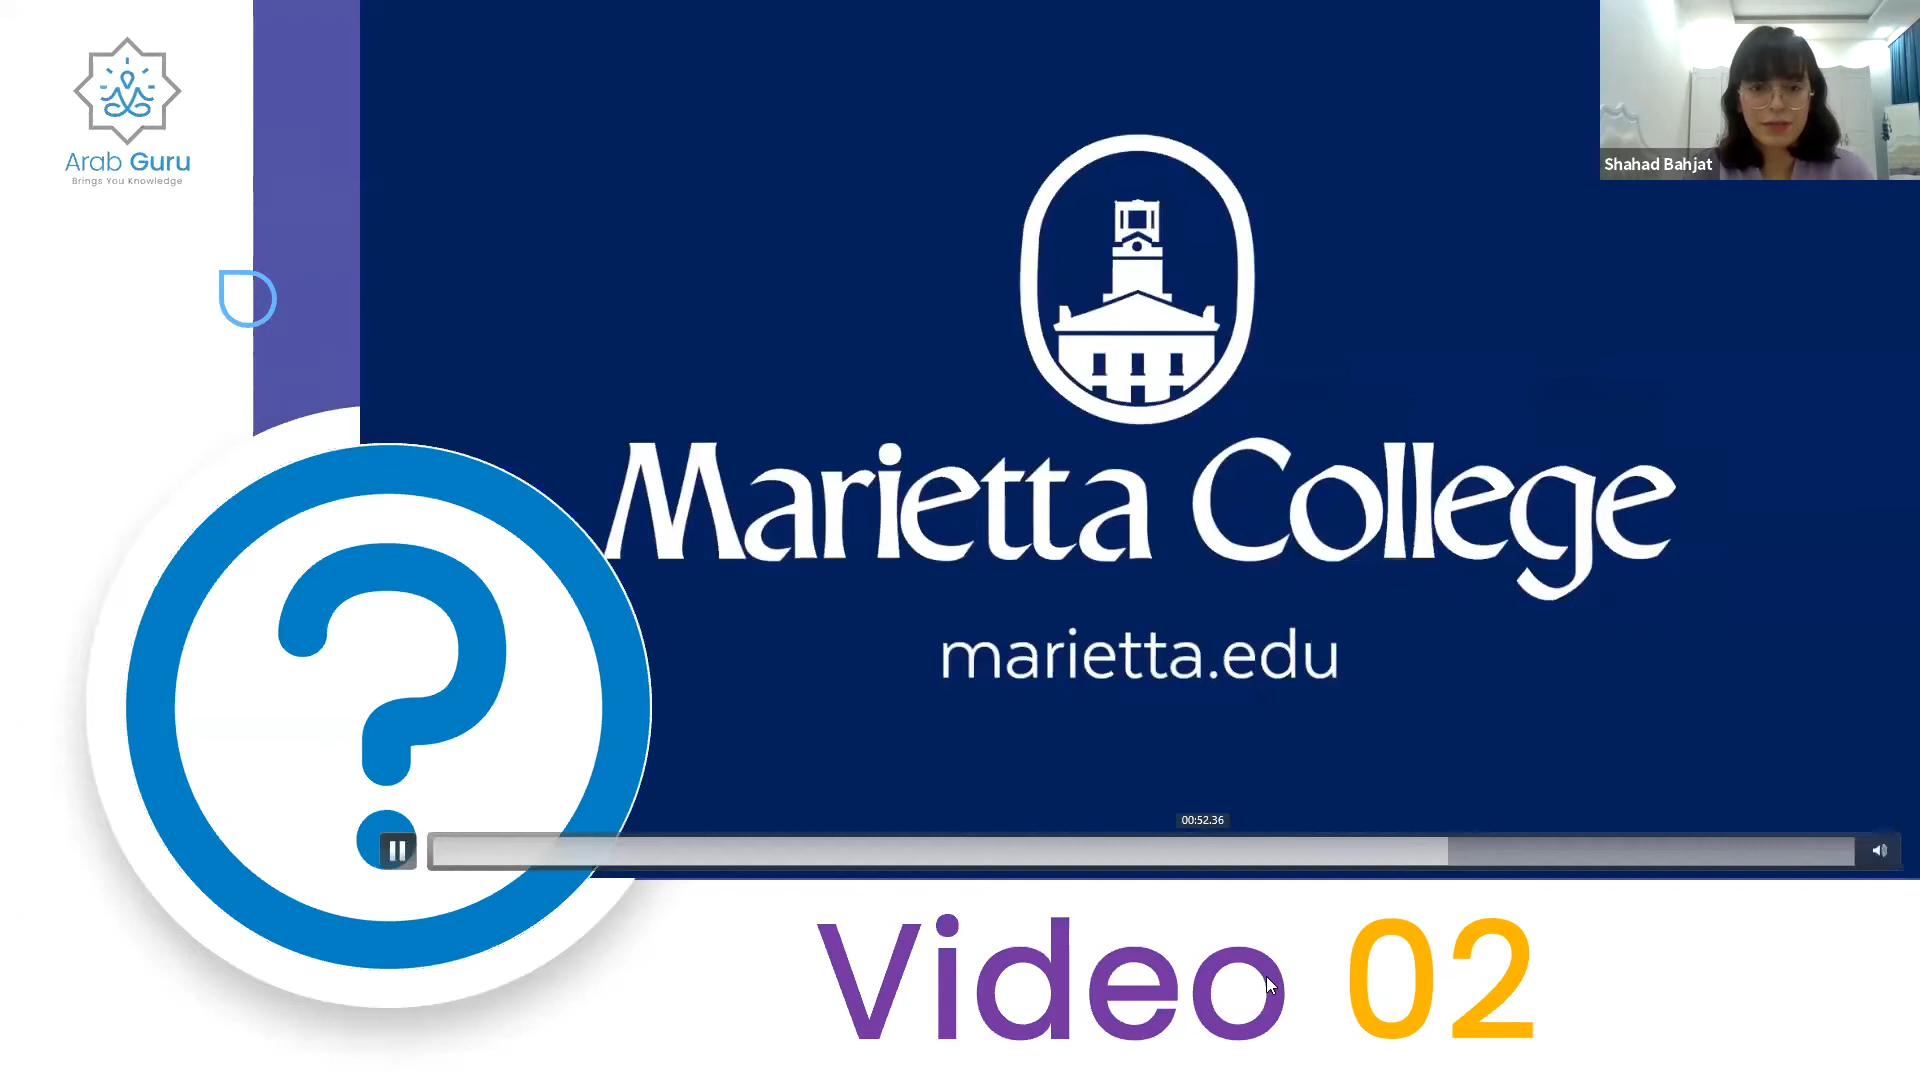 Arab Guru
Brings You Knowledge
Shahad Bahjat
Marietta College
marietta.edu
?
00:52.36
Video 02